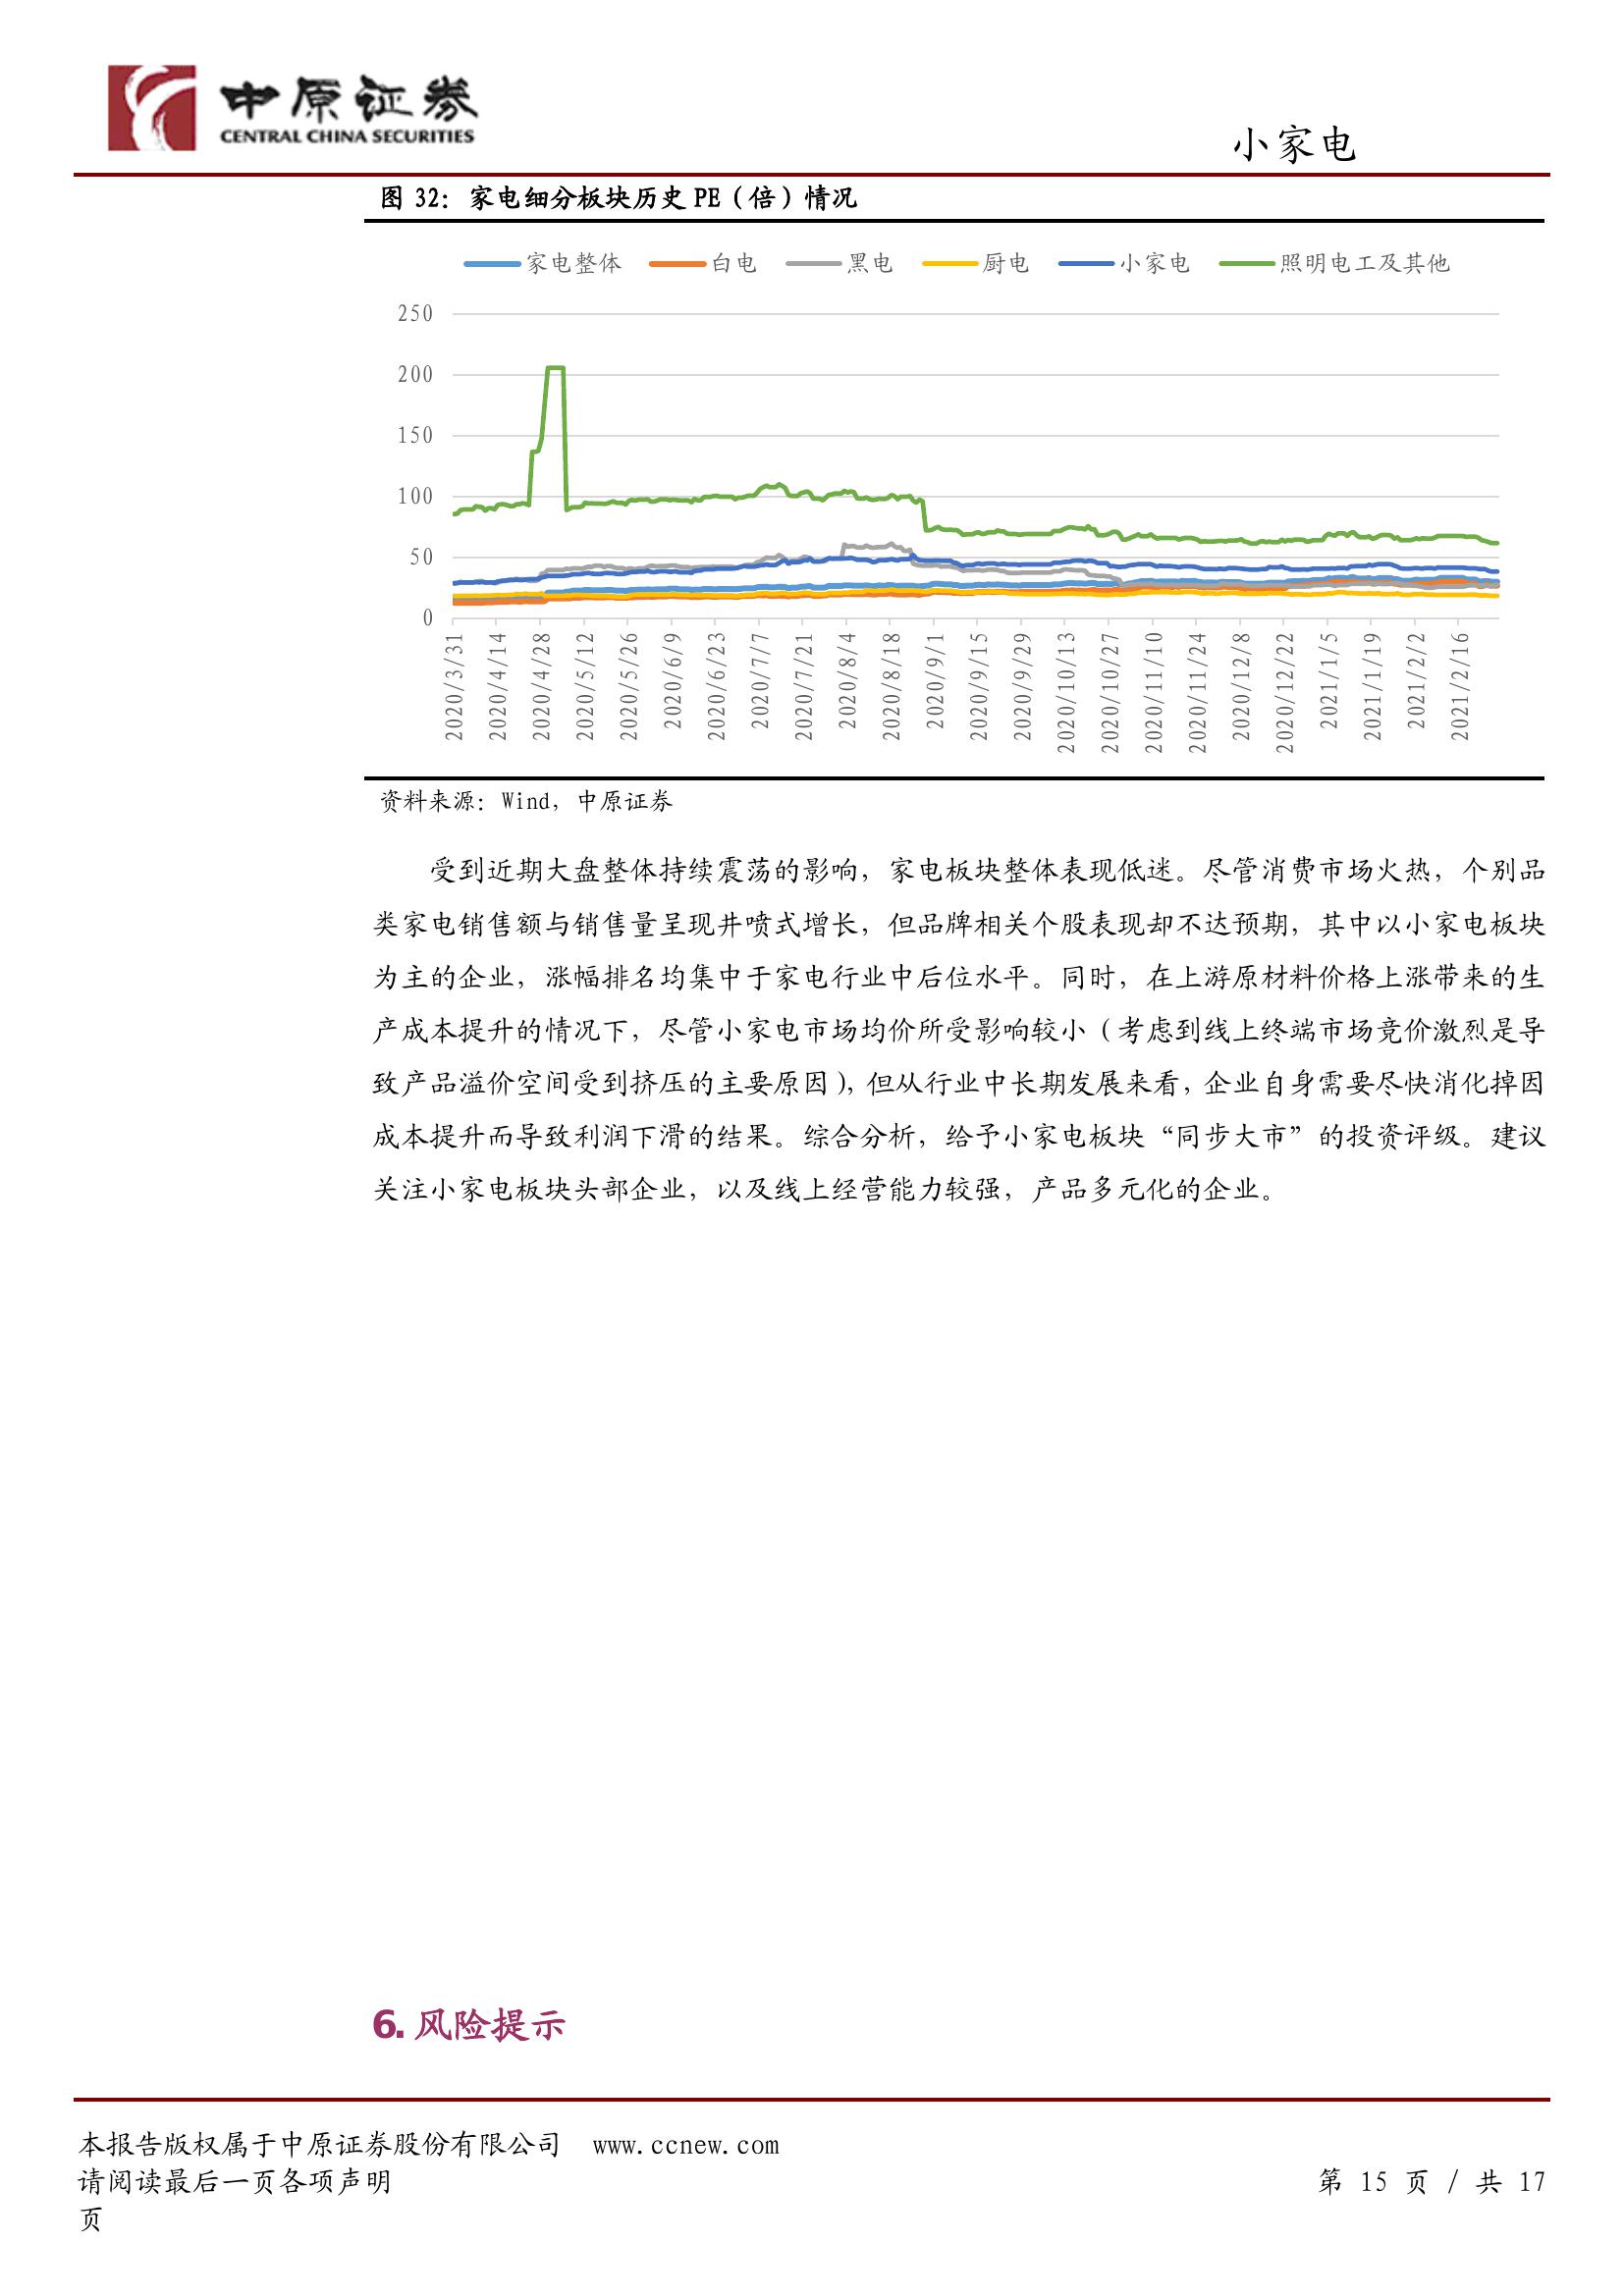 中原证券
CENTRAL CHINA SECURITIES
小家电
图 32：家电细分板块历史 PE（倍）情况
家电整体 白电 黑电 厨电 小家电 照明电工及其他
250
200
150
100
50
0
2020/3/31 2020/4/14 2020/4/28 2020/5/12 2020/5/26 2020/6/9 2020/6/23 2020/7/7 2020/7/21 2020/8/4 2020/8/18 2020/9/1 2020/9/15 2020/9/29 2020/10/13 2020/10/27 2020/11/10 2020/11/24 2020/12/8 2020/12/22 2021/1/5 2021/1/19 2021/2/2 2021/2/16
资料来源：Wind，中原证券
受到近期大盘整体持续震荡的影响，家电板块整体表现低迷。尽管消费市场火热，个别品
类家电销售额与销售量呈现井喷式增长，但品牌相关个股表现却不达预期，其中以小家电板块
为主的企业，涨幅排名均集中于家电行业中后位水平。同时，在上游原材料价格上涨带来的生
产成本提升的情况下，尽管小家电市场均价所受影响较小（考虑到线上终端市场竞价激烈是导
致产品溢价空间受到挤压的主要原因），但从行业中长期发展来看，企业自身需要尽快消化掉因
成本提升而导致利润下滑的结果。综合分析，给予小家电板块“同步大市”的投资评级。建议
关注小家电板块头部企业，以及线上经营能力较强，产品多元化的企业。
6. 风险提示
本报告版权属于中原证券股份有限公司 www.ccnew.com
请阅读最后一页各项声明 第 15 页 / 共 17
页